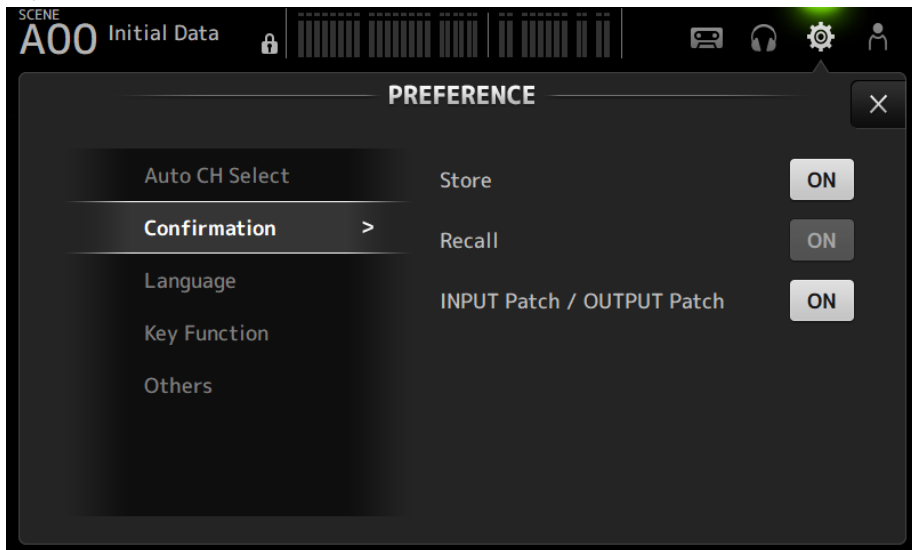 SCENE
A00 Initial Data
PREFERENCE
Auto CH Select
Store ON
Confirmation >
Recall ON
Language
INPUT Patch / OUTPUT Patch ON
Key Function
Others